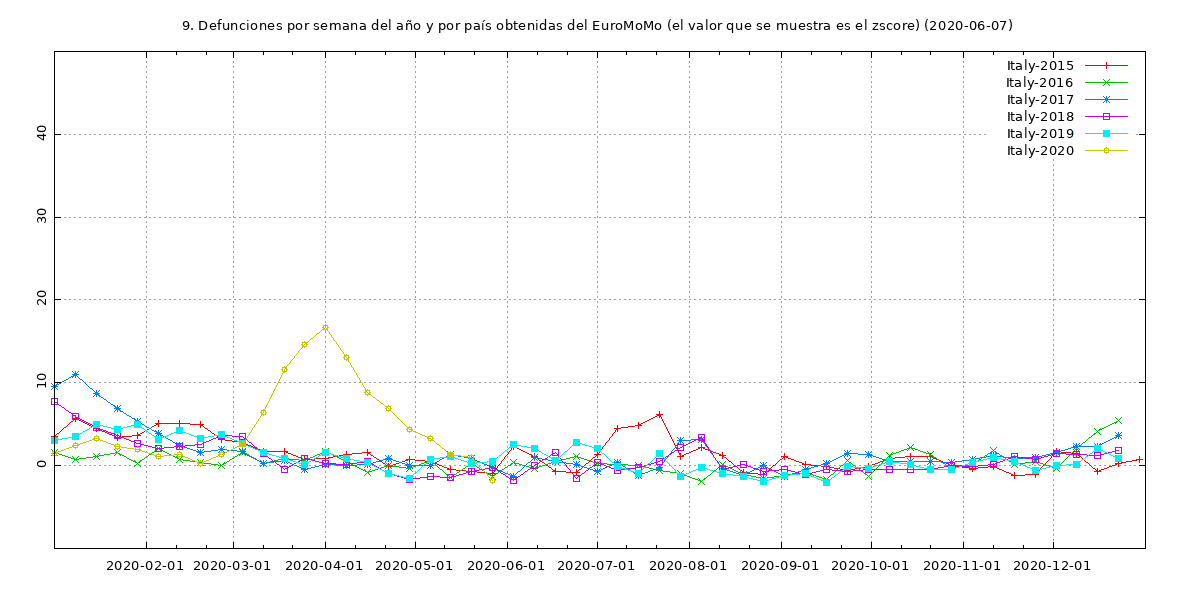 9. Defunciones por semana del año y por país obtenidas del EuroMoMo (el valor que se muestra es el zscore) (2020-06-07)
Italy-2015
Italy-2016
Italy-2017
Italy-2018
Italy-2019
Italy-2020
40
30
20
10
0
2020-02-01 2020-03-01 2020-04-01 2020-05-01 2020-06-01 2020-07-01 2020-08-01 2020-09-01 2020-10-01 2020-11-01 2020-12-01